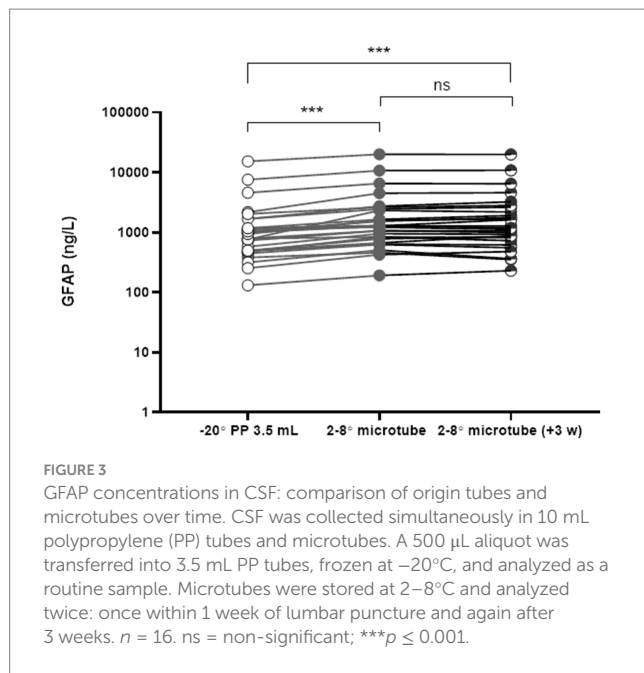 ***
ns
***
100000
10000
1000
100
10
1
GFAP (ng/L)
-20° PP 3.5 mL
2-8° microtube
2-8° microtube (+3 w)
FIGURE 3
GFAP concentrations in CSF: comparison of origin tubes and
microtubes over time. CSF was collected simultaneously in 10 mL
polypropylene (PP) tubes and microtubes. A 500 μL aliquot was
transferred into 3.5 mL PP tubes, frozen at −20°C, and analyzed as a
routine sample. Microtubes were stored at 2–8°C and analyzed
twice: once within 1 week of lumbar puncture and again after
3 weeks. n = 16. ns = non-significant; ***p ≤ 0.001.